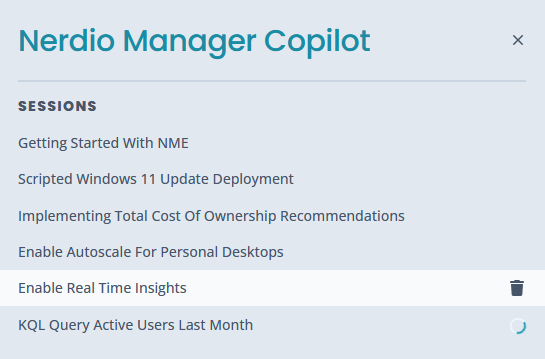 Nerdio Manager Copilot
SESSIONS
Getting Started With NME
Scripted Windows 11 Update Deployment
Implementing Total Cost Of Ownership Recommendations
Enable Autoscale For Personal Desktops
Enable Real Time Insights
KQL Query Active Users Last Month